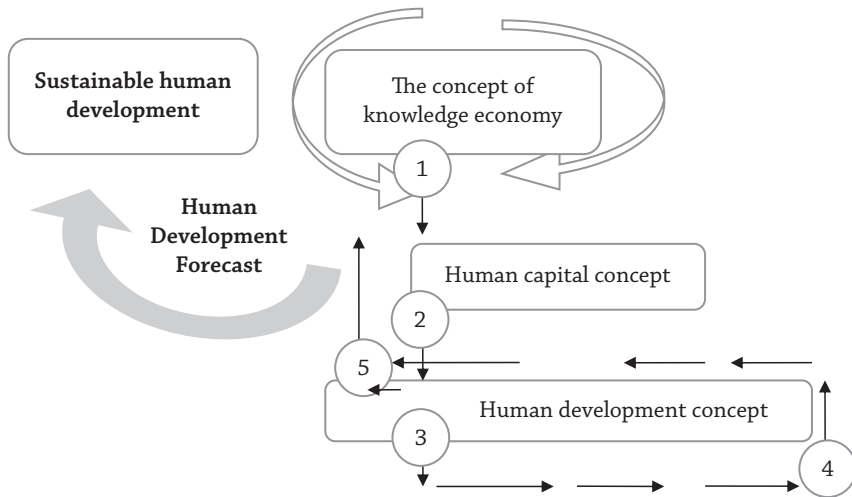 Sustainable human
development
The concept of
knowledge economy
1
Human
Development
Forecast
Human capital concept
2
5
Human development concept
3
4